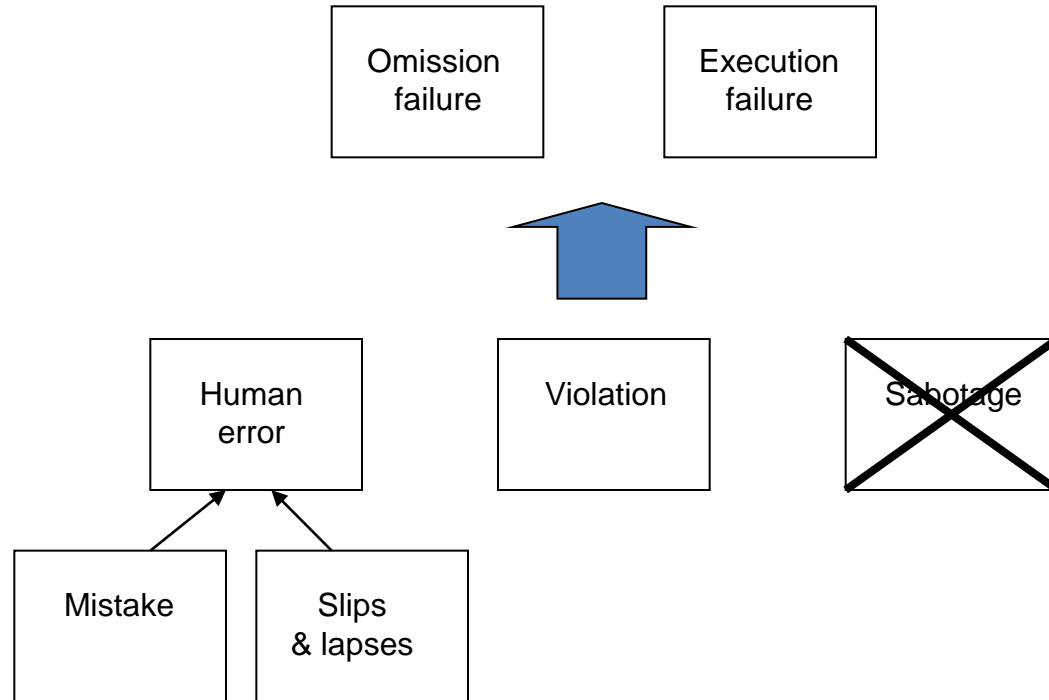 Omission
failure
Execution
failure
Human
error
Violation
Sabotage
Mistake
Slips
& lapses